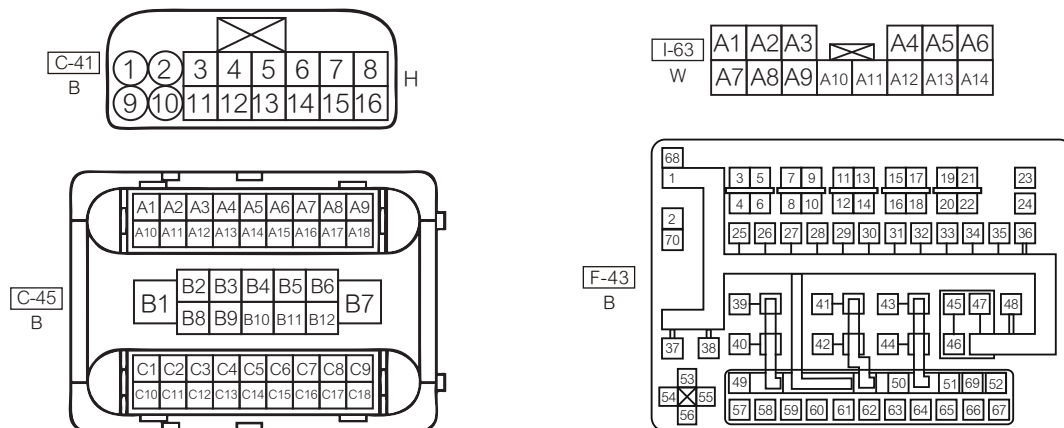 C-41
B
1 2 3 4 5 6 7 8
9 10 11 12 13 14 15 16
H
I-63
W
A1 A2 A3 A4 A5 A6
A7 A8 A9 A10 A11 A12 A13 A14
C-45
B
A1 A2 A3 A4 A5 A6 A7 A8 A9
A10 A11 A12 A13 A14 A15 A16 A17 A18
B1 B2 B3 B4 B5 B6 B7
B8 B9 B10 B11 B12
C1 C2 C3 C4 C5 C6 C7 C8 C9
C10 C11 C12 C13 C14 C15 C16 C17 C18
F-43
B
68
1
3 5 7 9 11 13 15 17 19 21 23
4 6 8 10 12 14 16 18 20 22 24
2
70
25 26 27 28 29 30 31 32 33 34 35 36
39 41 43 45 47 48
37 38 40 42 44 46
53
54 55
56
49 50 51 69 52
57 58 59 60 61 62 63 64 65 66 67